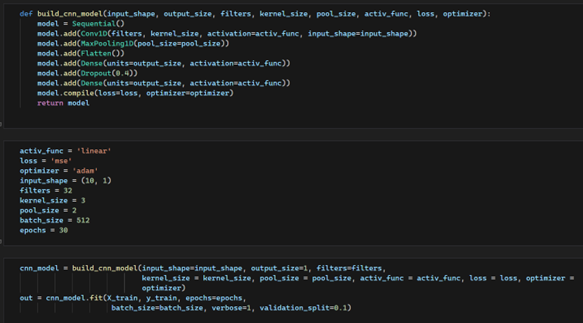 def build_cnn_model(input_shape, output_size, filters, kernel_size, pool_size, activ_func, loss, optimizer):
model = Sequential()
model.add(Conv1D(filters, kernel_size, activation=activ_func, input_shape=input_shape))
model.add(MaxPooling1D(pool_size=pool_size))
model.add(Flatten())
model.add(Dense(units=output_size, activation=activ_func))
model.add(Dropout(0.4))
model.add(Dense(units=output_size, activation=activ_func))
model.compile(loss=loss, optimizer=optimizer)
return model
activ_func = 'linear'
loss = 'mse'
optimizer = 'adam'
input_shape = (10, 1)
filters = 32
kernel_size = 3
pool_size = 2
batch_size = 512
epochs = 30
cnn_model = build_cnn_model(input_shape=input_shape, output_size=1, filters=filters,
kernel_size = kernel_size, pool_size = pool_size, activ_func = activ_func, loss = loss, optimizer =
optimizer)
out = cnn_model.fit(X_train, y_train, epochs=epochs,
batch_size=batch_size, verbose=1, validation_split=0.1)